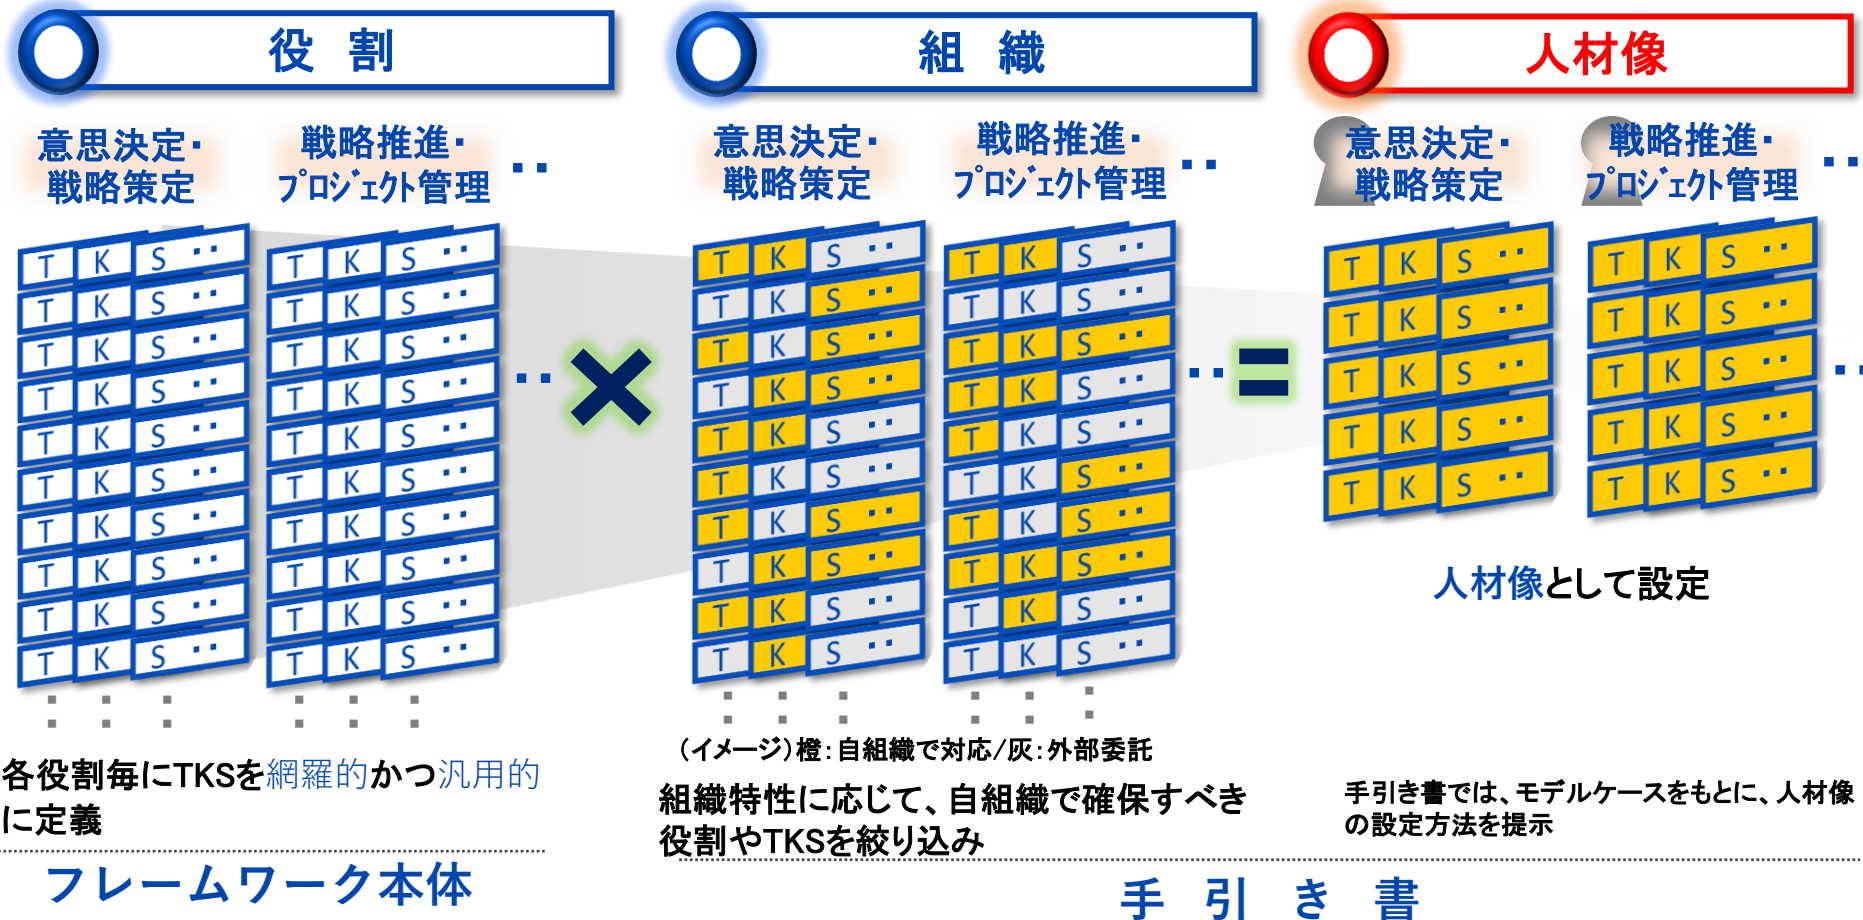 役 割
意思決定・
戦略策定
戦略推進・
プロジェクト管理
‥
T K S ‥ T K S ‥
T K S ‥ T K S ‥
T K S ‥ T K S ‥
T K S ‥ T K S ‥
T K S ‥ T K S ‥
T K S ‥ T K S ‥
T K S ‥ T K S ‥
T K S ‥ T K S ‥
T K S ‥ T K S ‥
T K S ‥ T K S ‥
‥
各役割毎にTKSを網羅的かつ汎用的
に定義
フレームワーク本体
×
組 織
意思決定・
戦略策定
戦略推進・
プロジェクト管理
‥
T K S ‥ T K S ‥
T K S ‥ T K S ‥
T K S ‥ T K S ‥
T K S ‥ T K S ‥
T K S ‥ T K S ‥
T K S ‥ T K S ‥
T K S ‥ T K S ‥
T K S ‥ T K S ‥
T K S ‥ T K S ‥
T K S ‥ T K S ‥
‥
(イメージ)橙:自組織で対応/灰:外部委託
組織特性に応じて、自組織で確保すべき
役割やTKSを絞り込み
=
人材像
意思決定・
戦略策定
戦略推進・
プロジェクト管理
‥
T K S ‥ T K S ‥
T K S ‥ T K S ‥
T K S ‥ T K S ‥
T K S ‥ T K S ‥
T K S ‥ T K S ‥
‥
人材像として設定
手引き書では、モデルケースをもとに、人材像
の設定方法を提示
手 引 き 書